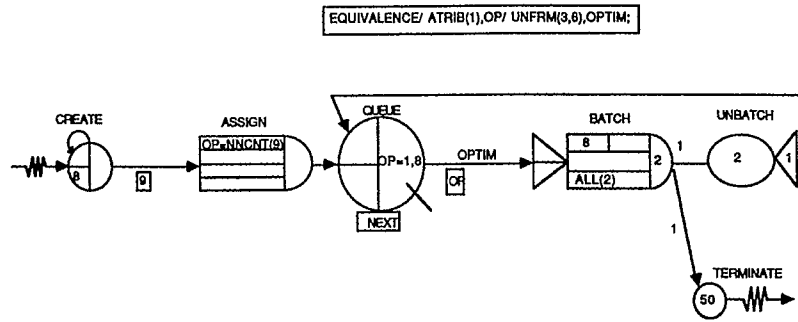 EQUIVALENCE/ ATRIB(1),OP/ UNFRM(3,6),OPTIM;
CREATE
8
9
ASSIGN
OP=NNCNT(9)
QUEUE
OP=1,8
NEXT
OPTIM
OP
BATCH
8
2
ALL(2)
1
UNBATCH
2
1
1
TERMINATE
50